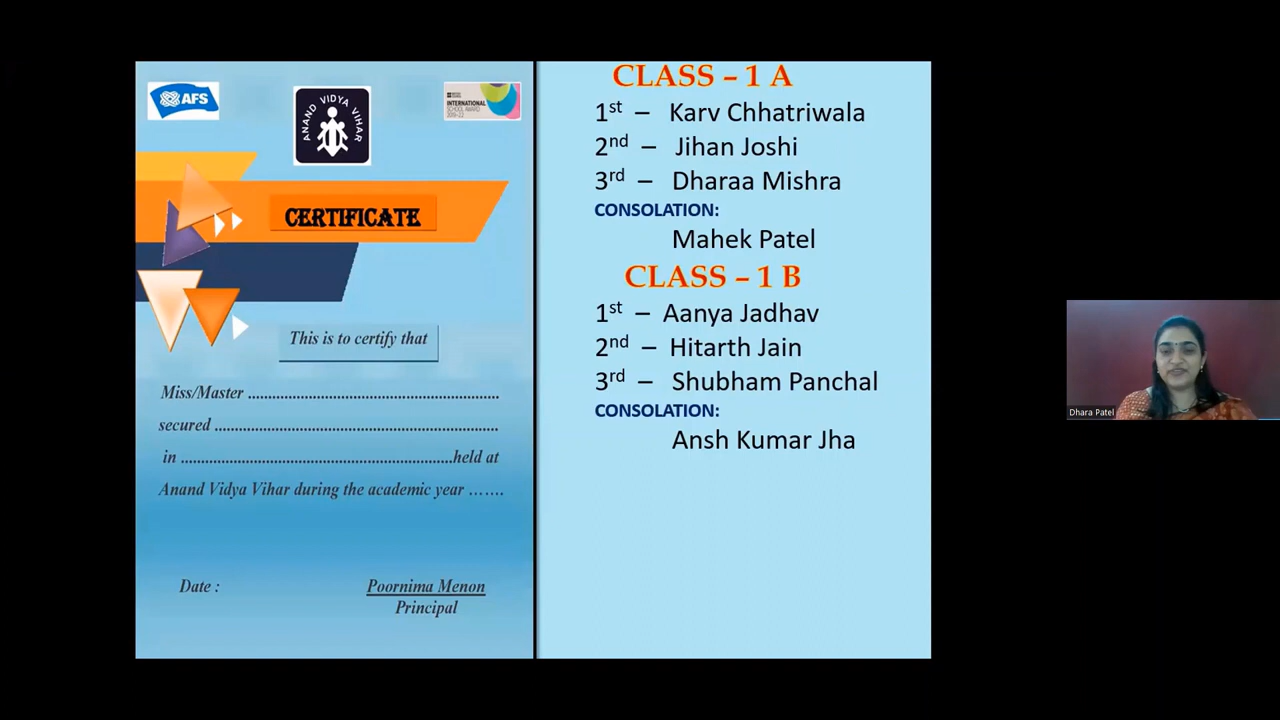 AFS
ANAND VIDYA VIHAR
INTERNATIONAL
SCHOOL AWARD
2019-22
CERTIFICATE
This is to certify that
Miss/Master ..............................................................
secured ......................................................................
in ...................................................................held at
Anand Vidya Vihar during the academic year …….
Date :
Poornima Menon
Principal
CLASS – 1 A
1st – Karv Chhatriwala
2nd – Jihan Joshi
3rd – Dharaa Mishra
CONSOLATION:
Mahek Patel
CLASS – 1 B
1st – Aanya Jadhav
2nd – Hitarth Jain
3rd – Shubham Panchal
CONSOLATION:
Ansh Kumar Jha
Dhara Patel